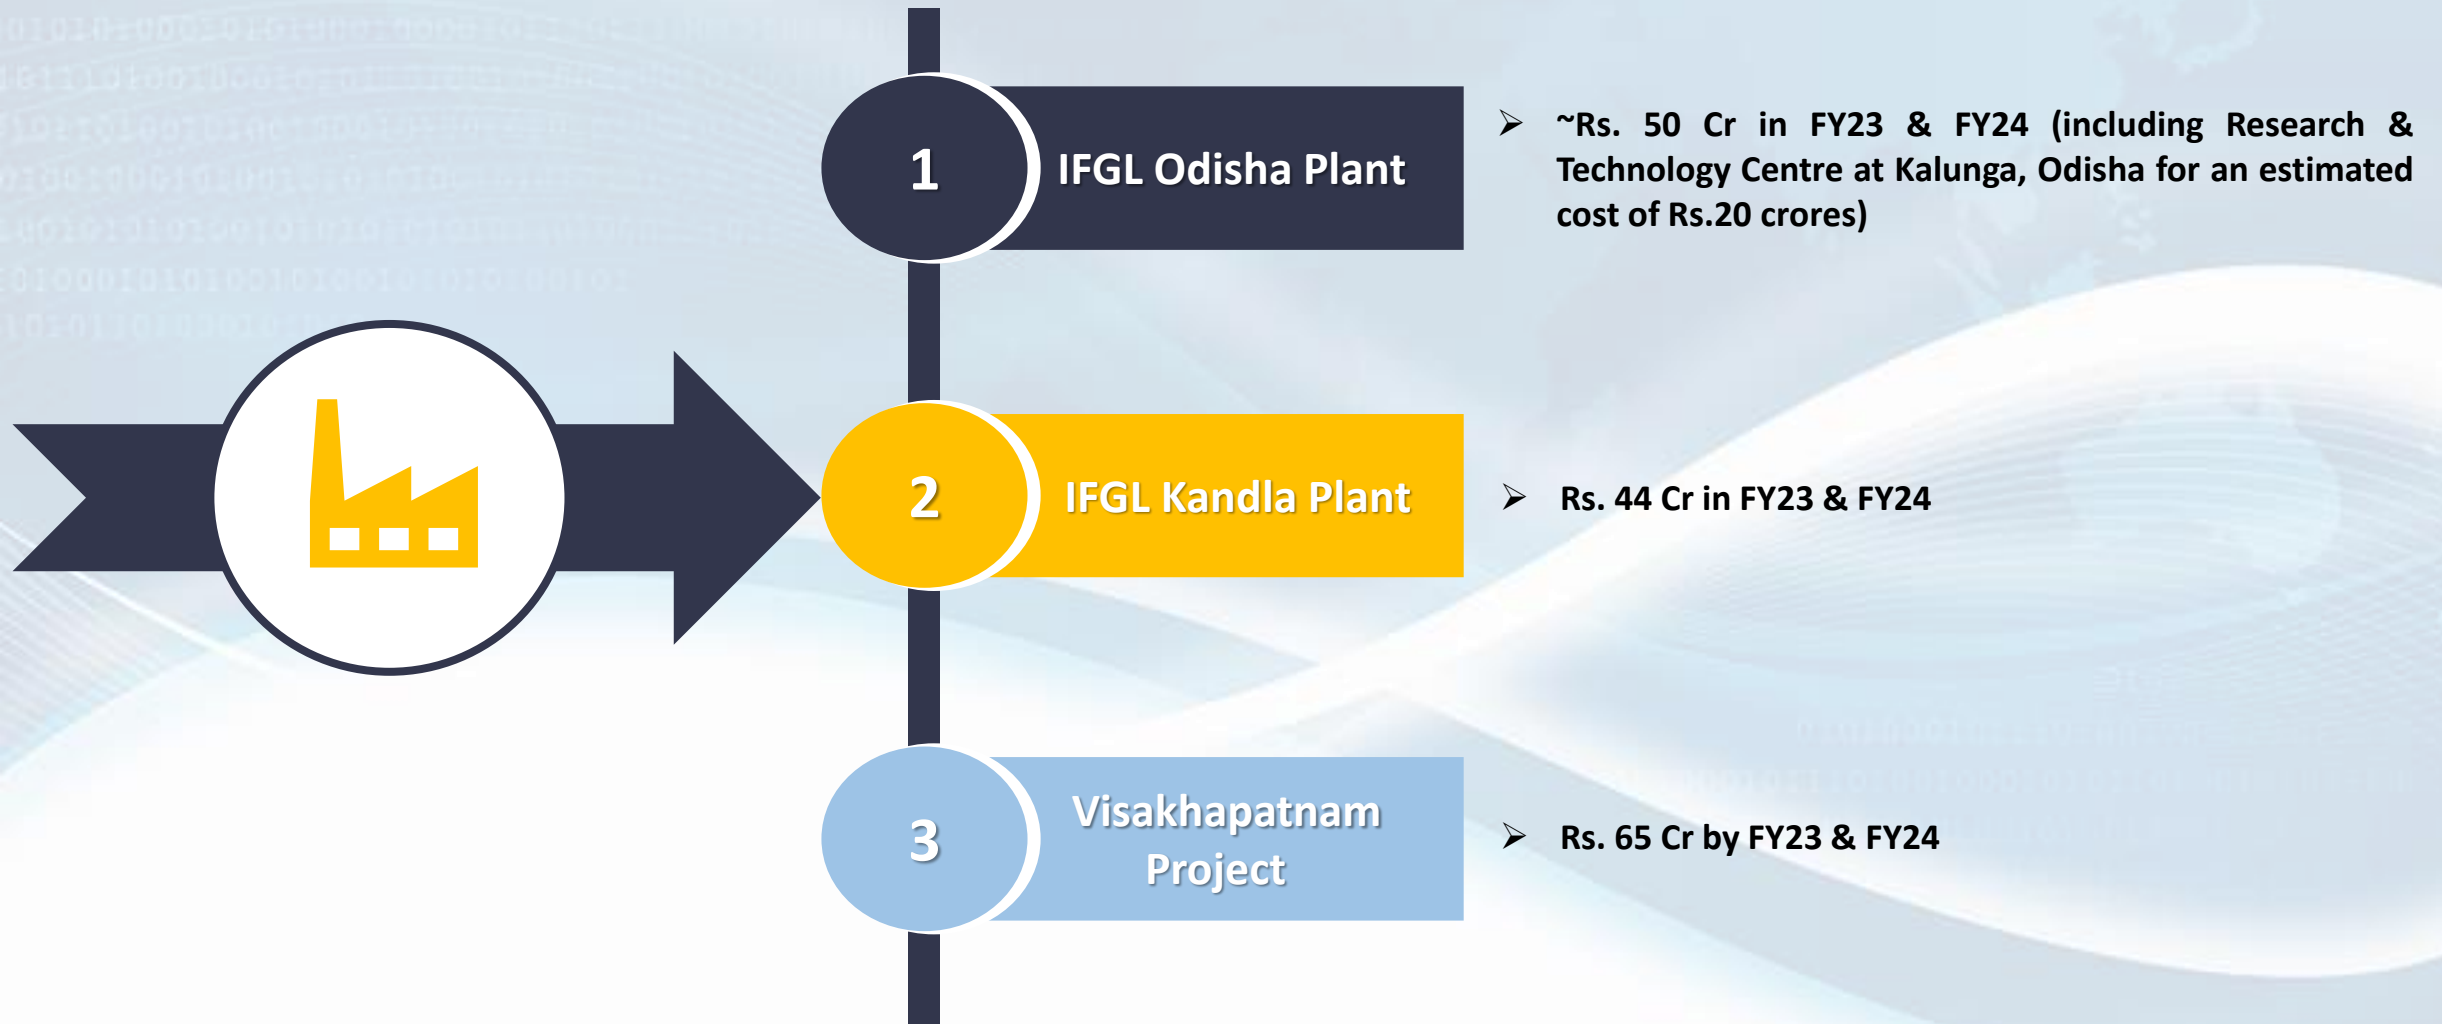 1
IFGL Odisha Plant
➢ ~Rs. 50 Cr in FY23 & FY24 (including Research &
Technology Centre at Kalunga, Odisha for an estimated
cost of Rs.20 crores)
2
IFGL Kandla Plant
➢ Rs. 44 Cr in FY23 & FY24
3
Visakhapatnam
Project
➢ Rs. 65 Cr by FY23 & FY24